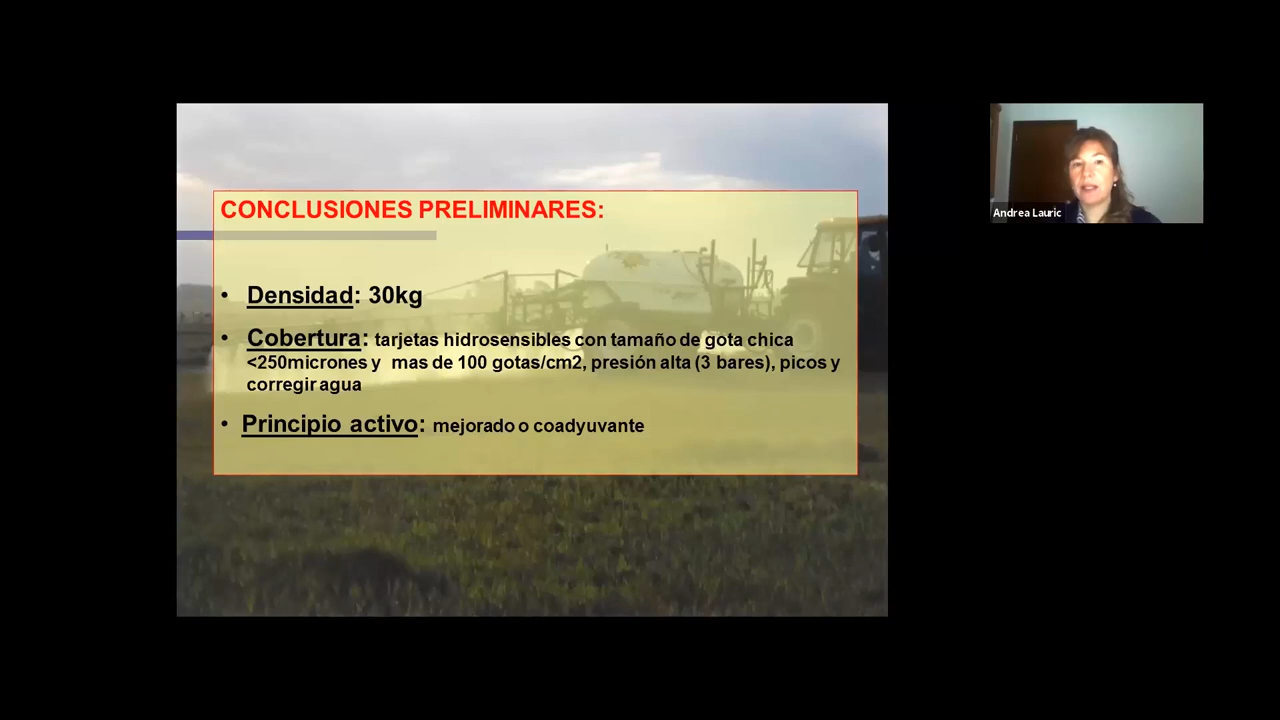 CONCLUSIONES PRELIMINARES:
• Densidad: 30kg
• Cobertura: tarjetas hidrosensibles con tamaño de gota chica
<250micrones y mas de 100 gotas/cm2, presión alta (3 bares), picos y
corregir agua
• Principio activo: mejorado o coadyuvante
Andrea Lauric